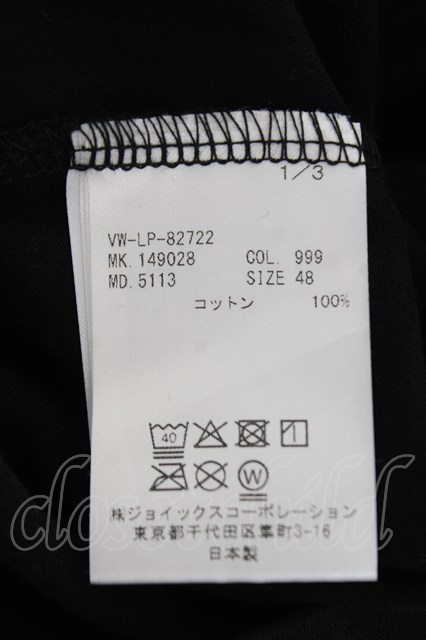 1/3
VW-LP-82722
MK. 149028 COL. 999
MD. 5113 SIZE 48
コットン 100%
40
W
㈱ジョイックスコーポレーション
東京都千代田区隼町3-16
日本製
closet child